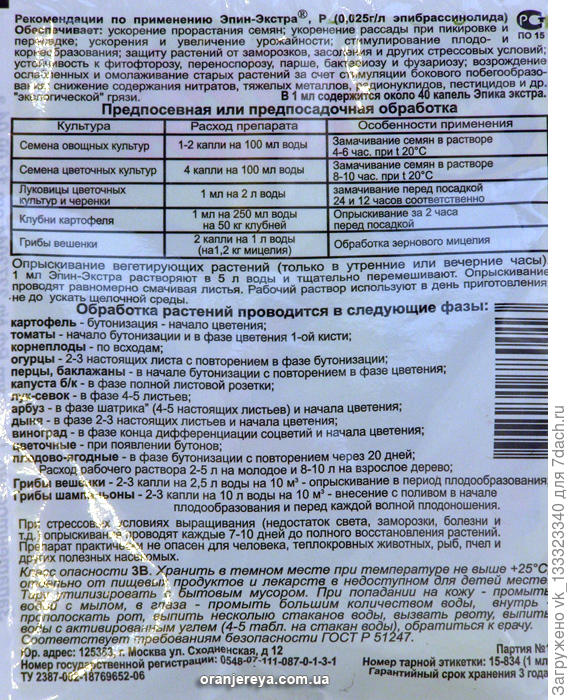 Рекомендации по применению Эпин-Экстра®, Р (0,025г/л эпибрассинолида)
Обеспечивает: ускорение прорастания семян; укоренение рассады при пикировке и
пересадке; ускорения и увеличение урожайности; стимулирование плодо- и
корнеобразования; защиту растений от заморозков, засоления и других стрессовых условий;
устойчивость к фитофторозу, переноспорозу, парше, бактериозу и фузариозу; возрождение
ослабленных и омолаживание старых растений за счет стимуляции бокового побегообразо-
вания; снижение содержания нитратов, тяжелых металлов, радионуклидов, пестицидов и др.
"экологической" грязи. В 1 мл содержится около 40 капель Эпика экстра.
ПО 15
Предпосевная или предпосадочная обработка
Культура Расход препарата Особенности применения
Семена овощных культур 1-2 капли на 100 мл воды Замачивание семян в растворе 4-6 час. при t 20°С
Семена цветочных культур 4 капли на 100 мл воды Замачивание семян в растворе 8-10 час. при t 20°С
Луковицы цветочных культур и черенки 1 мл на 2 л воды замачивание перед посадкой 24 и 12 часов соответственно
Клубни картофеля 1 мл на 250 мл воды на 50 кг клубней Опрыскивание за 2 часа перед посадкой
Грибы вешенки 2 капли на 1 л воды (на1,2 кг мицелия) Обработка зернового мицелия
Опрыскивание вегетирующих растений (только в утренние или вечерние часы)
1 мл Эпин-Экстра растворяют в 5 л воды и тщательно перемешивают. Опрыскивание
проводят равномерно смачивая листья. Рабочий раствор используют в день приготовления
не до ускать щелочной среды.
Обработка растений проводится в следующие фазы:
картофель - бутонизация - начало цветения;
томаты - начало бутонизации и в фазе цветения 1-ой кисти;
корнеплоды - по всходам;
огурцы - 2-3 настоящих листа с повторением в фазе бутонизации;
перцы, баклажаны - в начале бутонизации с повторением в фазе цветения;
капуста б/к - в фазе полной листовой розетки;
лук-севок - в фазе 4-5 листьев;
арбуз - в фазе шатрика" (4-5 настоящих листьев) и начала цветения;
дыня - в фазе 2-3 настоящих листьев и начала цветения;
виноград - в фазе конца дифференциации соцветий и начало цветения;
цветочные - при появлении бутонов;
плодово-ягодные - в фазе бутонизации с повторением через 20 дней;
Расход рабочего раствора 2-5 л на молодое и 8-10 л на взрослое дерево;
Грибы вешенки - 2-3 капли на 2,5 л воды на 10 м³ - опрыскивание в период плодообразования
Грибы шампиньоны - 2-3 капли на 10 л воды на 10 м³ - внесение с поливом в начале
плодообразования и перед каждой волной плодоношения.
При стрессовых условиях выращивания (недостаток света, заморозки, болезни и
т.д.) опрыскивание проводят каждые 7-10 дней до полного восстановления растений.
Препарат практически не опасен для человека, теплокровных животных, рыб, пчел и
других полезных насекомых.
Класс опасности 3В. Хранить в темном месте при температуре не выше +25°С
отдельно от пищевых продуктов и лекарств в недоступном для детей месте.
Тару утилизировать с бытовым мусором. При попадании на кожу - промыть
водой с мылом, в глаза - промыть большим количеством воды, внутрь -
прополоскать рот, выпить несколько стаканов воды, вызвать рвоту, выпить
воды с активированным углем (4-5 табл. на стакан воды), обратиться к врачу.
Соответствует требованиям безопасности ГОСТ Р 51247.
Юр. адрес: 125363, г. Москва ул. Сходненская, д 12 Партия №
Номер государственной регистрации: 0548-07-111-087-0-1-3-1 Номер тарной этикетки: 15-834 (1 мл
ТУ 2387-032-18769652-06 Гарантийный срок хранения 3 года
oranjereya.com.ua
Загружено vk_133323340 для 7dach.ru